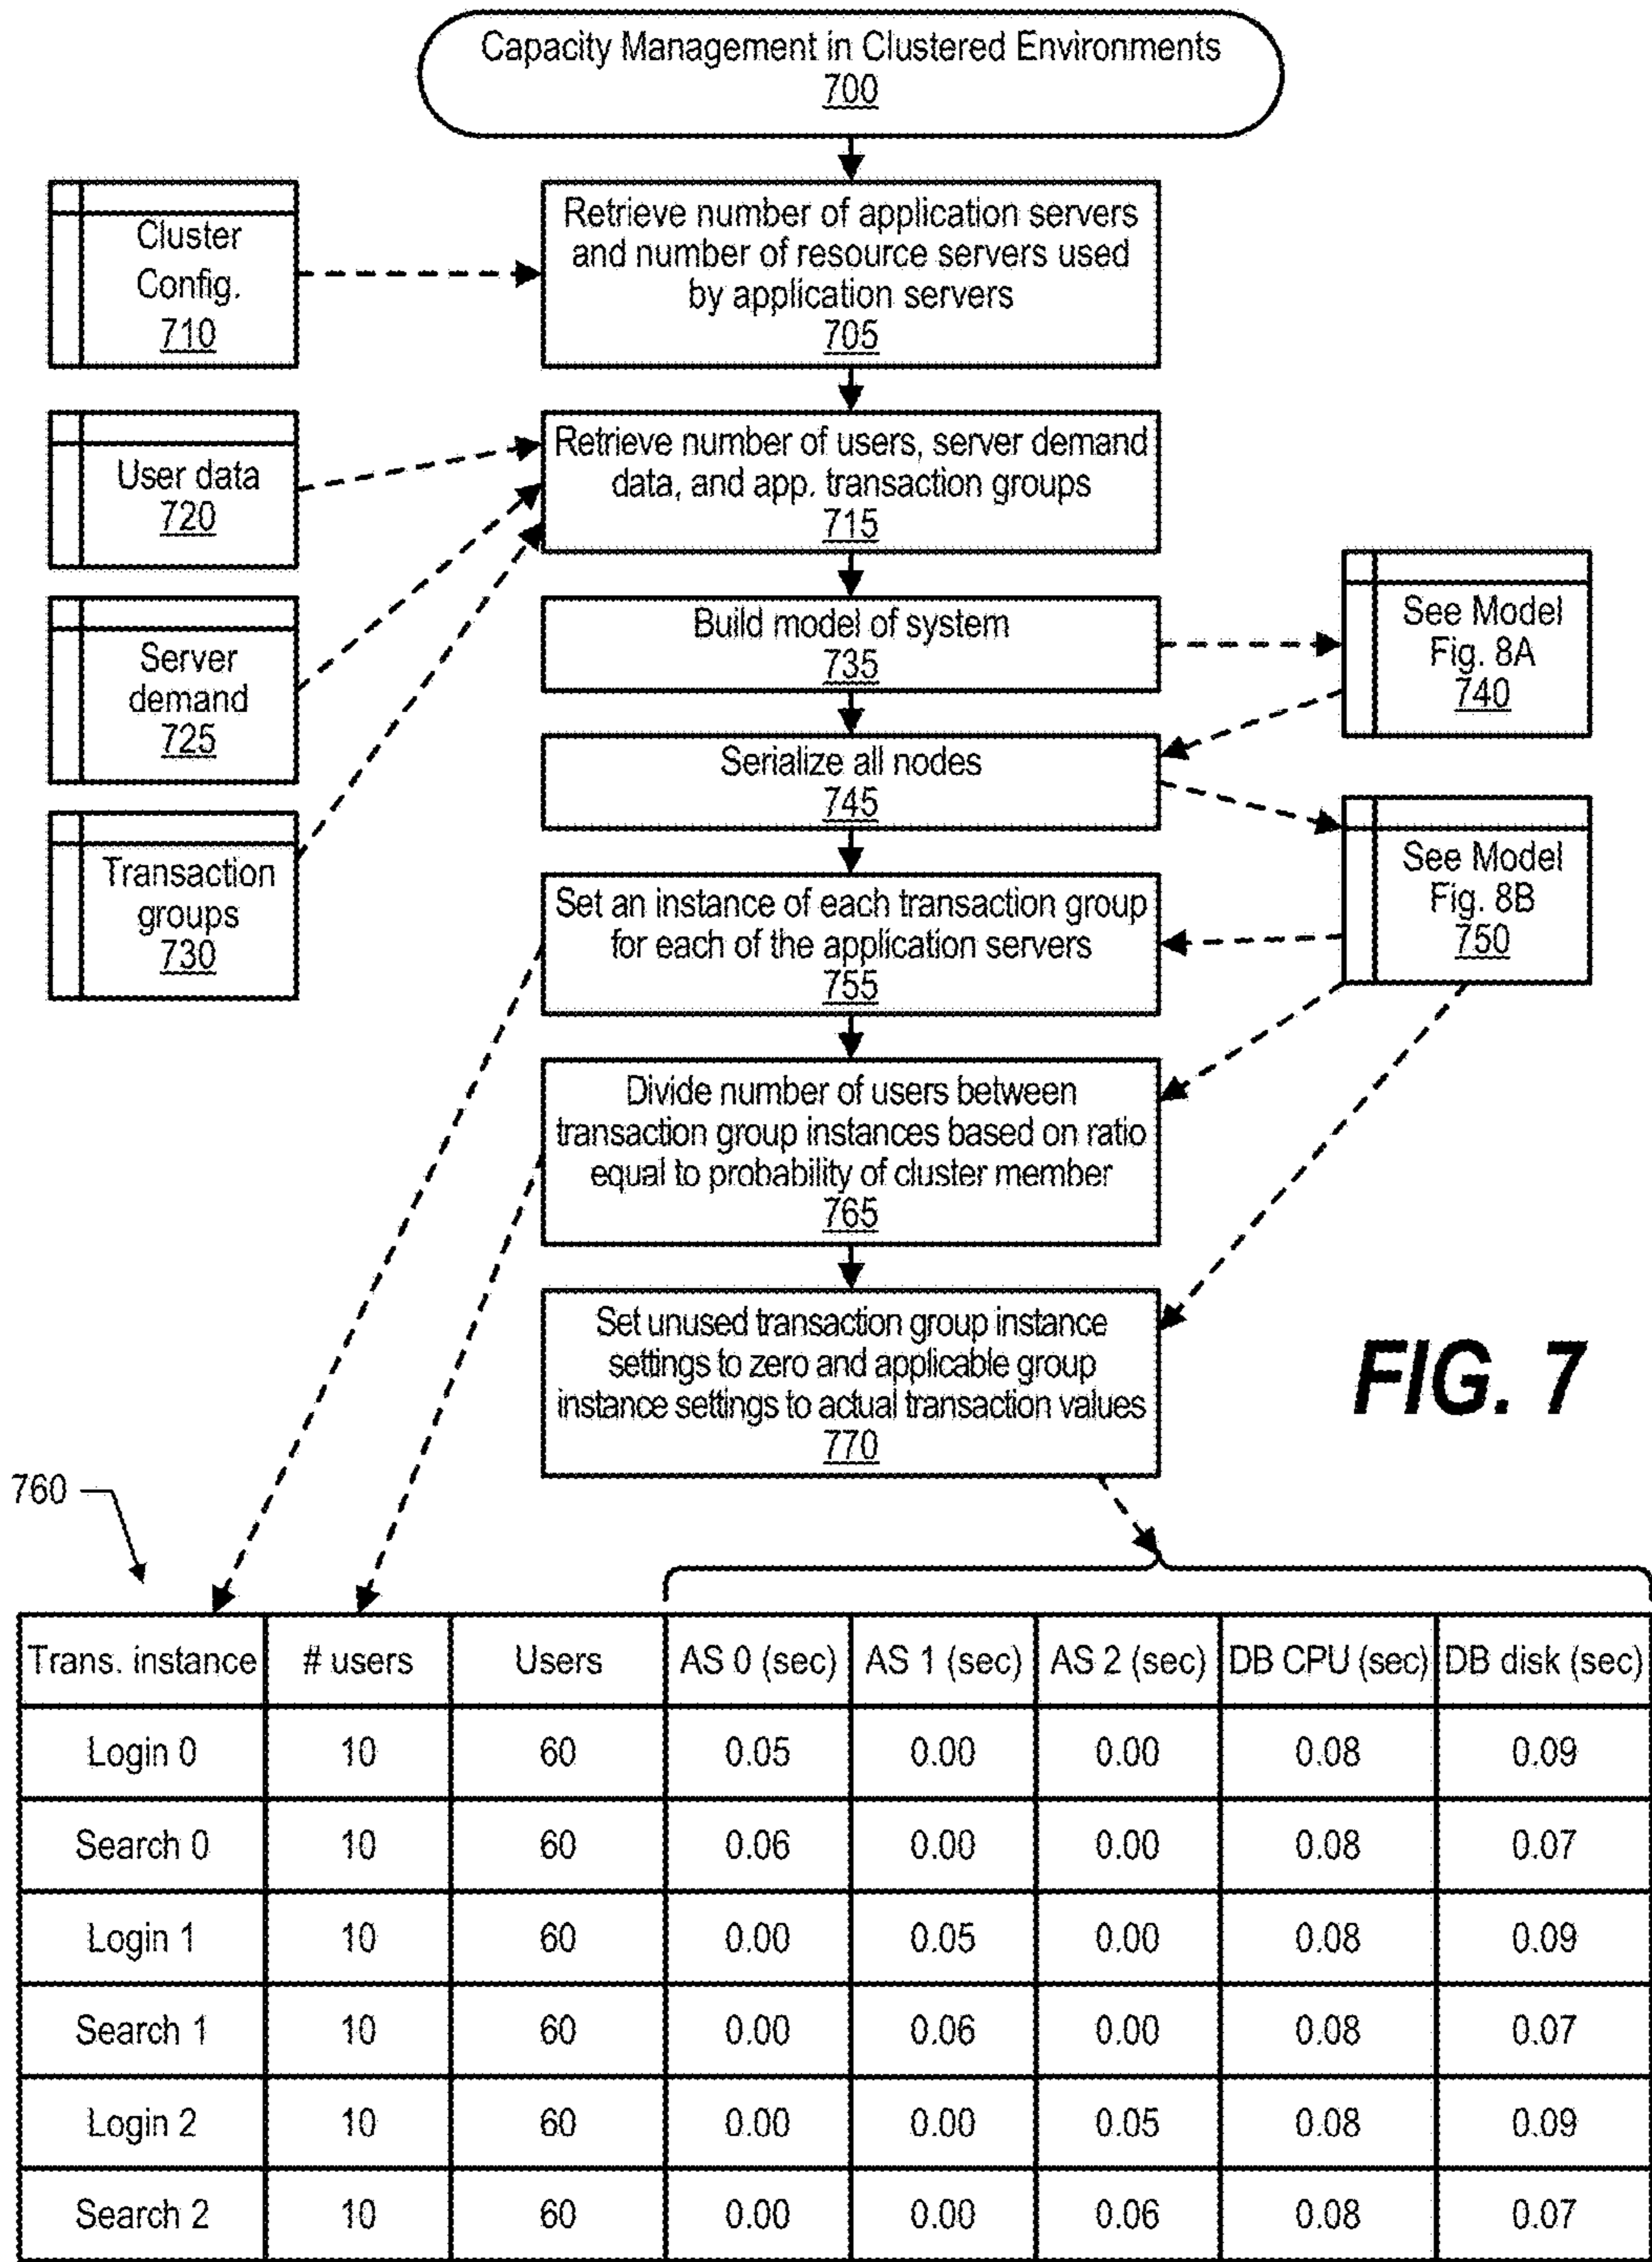 Capacity Management in Clustered Environments
700
Cluster
Config.
710
Retrieve number of application servers
and number of resource servers used
by application servers
705
User data
720
Retrieve number of users, server demand
data, and app. transaction groups
715
Server
demand
725
Build model of system
735
See Model
Fig. 8A
740
Serialize all nodes
745
Transaction
groups
730
See Model
Fig. 8B
750
Set an instance of each transaction group
for each of the application servers
755
Divide number of users between
transaction group instances based on ratio
equal to probability of cluster member
765
Set unused transaction group instance
settings to zero and applicable group
instance settings to actual transaction values
770
FIG. 7
760
Trans. instance # users Users AS 0 (sec) AS 1 (sec) AS 2 (sec) DB CPU (sec) DB disk (sec)
Login 0 10 60 0.05 0.00 0.00 0.08 0.09
Search 0 10 60 0.06 0.00 0.00 0.08 0.07
Login 1 10 60 0.00 0.05 0.00 0.08 0.09
Search 1 10 60 0.00 0.06 0.00 0.08 0.07
Login 2 10 60 0.00 0.00 0.05 0.08 0.09
Search 2 10 60 0.00 0.00 0.06 0.08 0.07